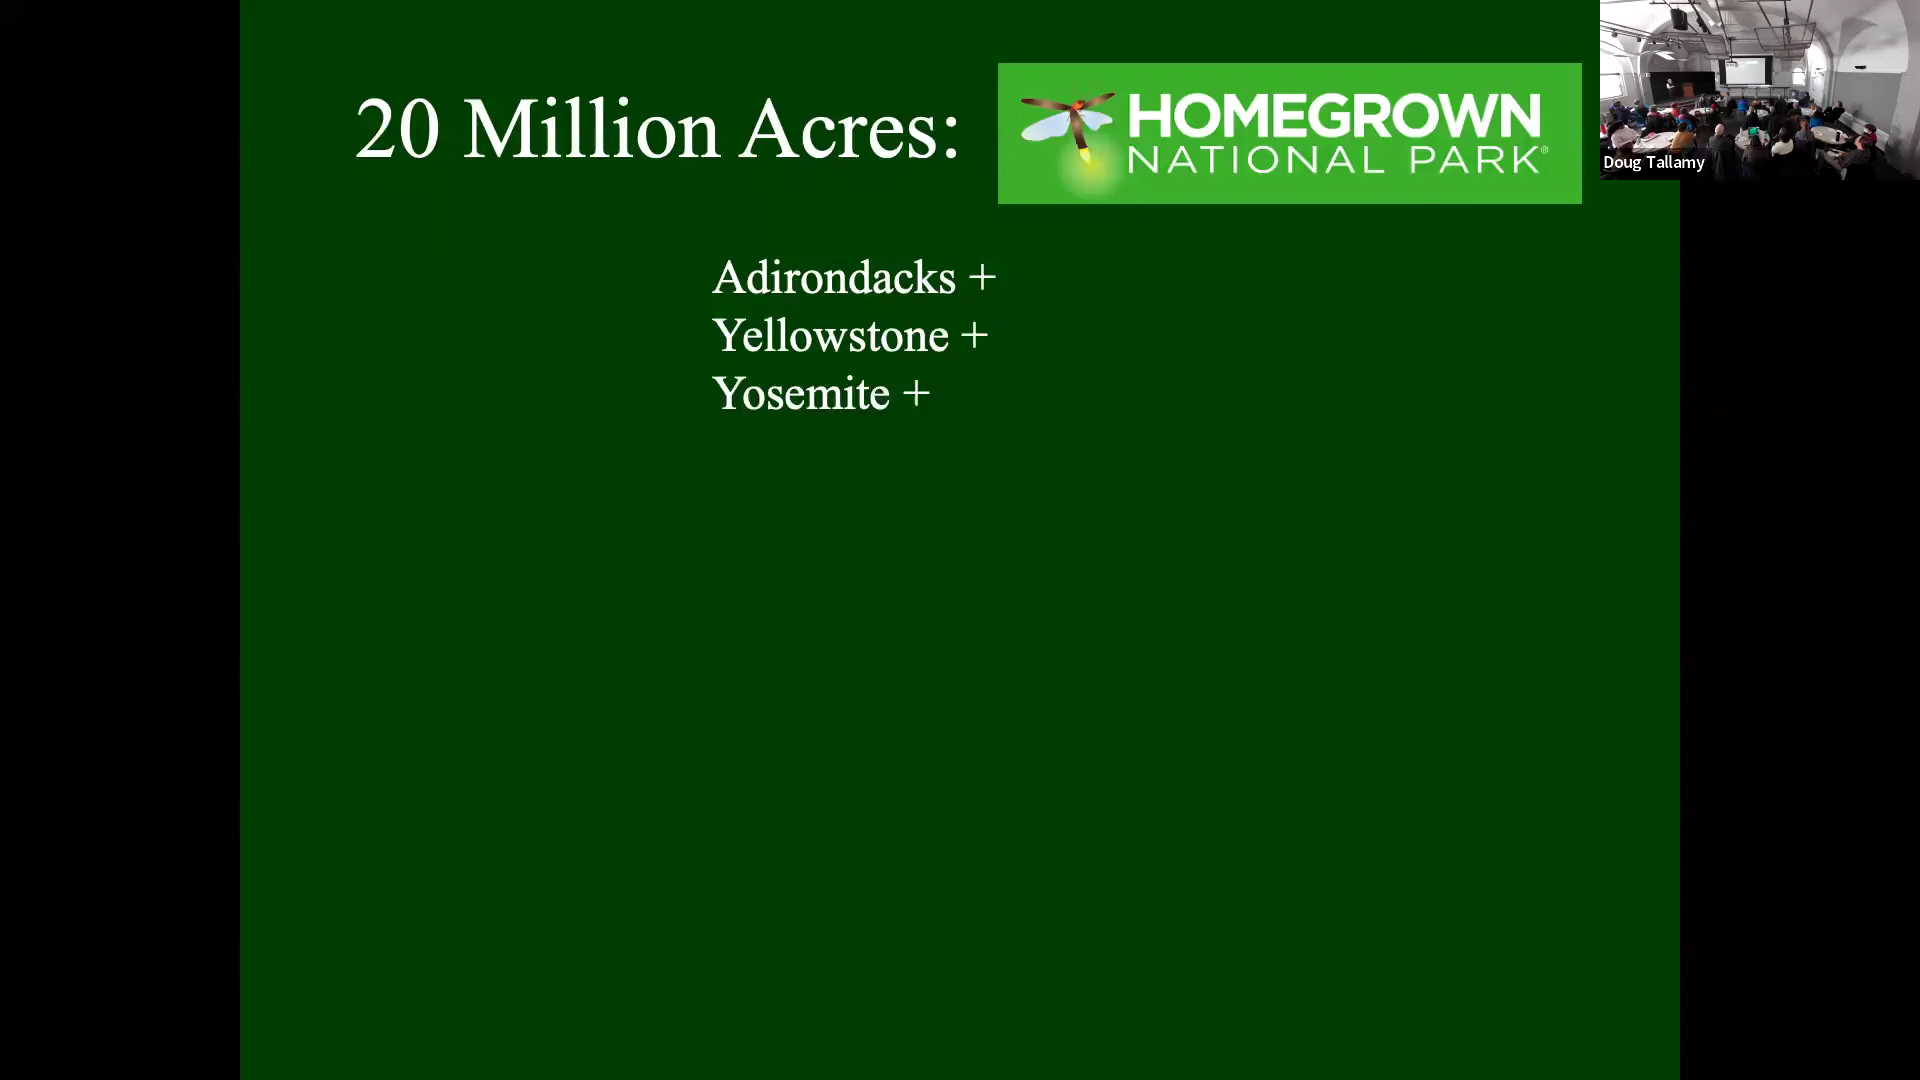 20 Million Acres:
HOMEGROWN
NATIONAL PARK®
Doug Tallamy
Adirondacks +
Yellowstone +
Yosemite +